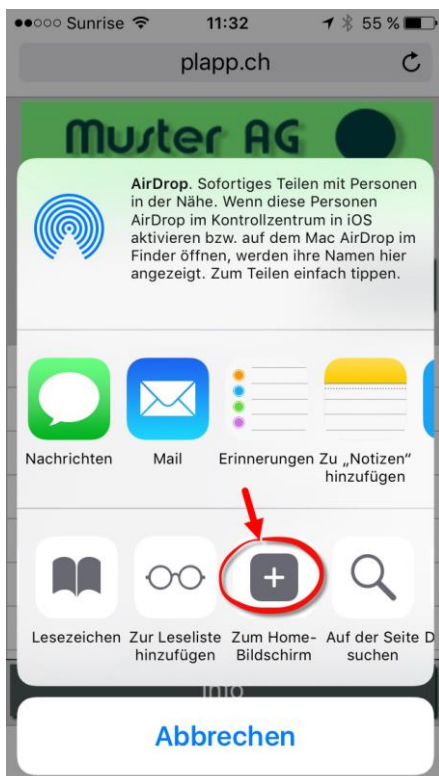 Sunrise 11:32 55 %
plapp.ch
Muster AG
AirDrop. Sofortiges Teilen mit Personen
in der Nähe. Wenn diese Personen
AirDrop im Kontrollzentrum in iOS
aktivieren bzw. auf dem Mac AirDrop im
Finder öffnen, werden ihre Namen hier
angezeigt. Zum Teilen einfach tippen.
Nachrichten Mail Erinnerungen Zu „Notizen“
hinzufügen
Lesezeichen Zur Leseliste Zum Home- Auf der Seite D
hinzufügen Bildschirm suchen
Info
Abbrechen